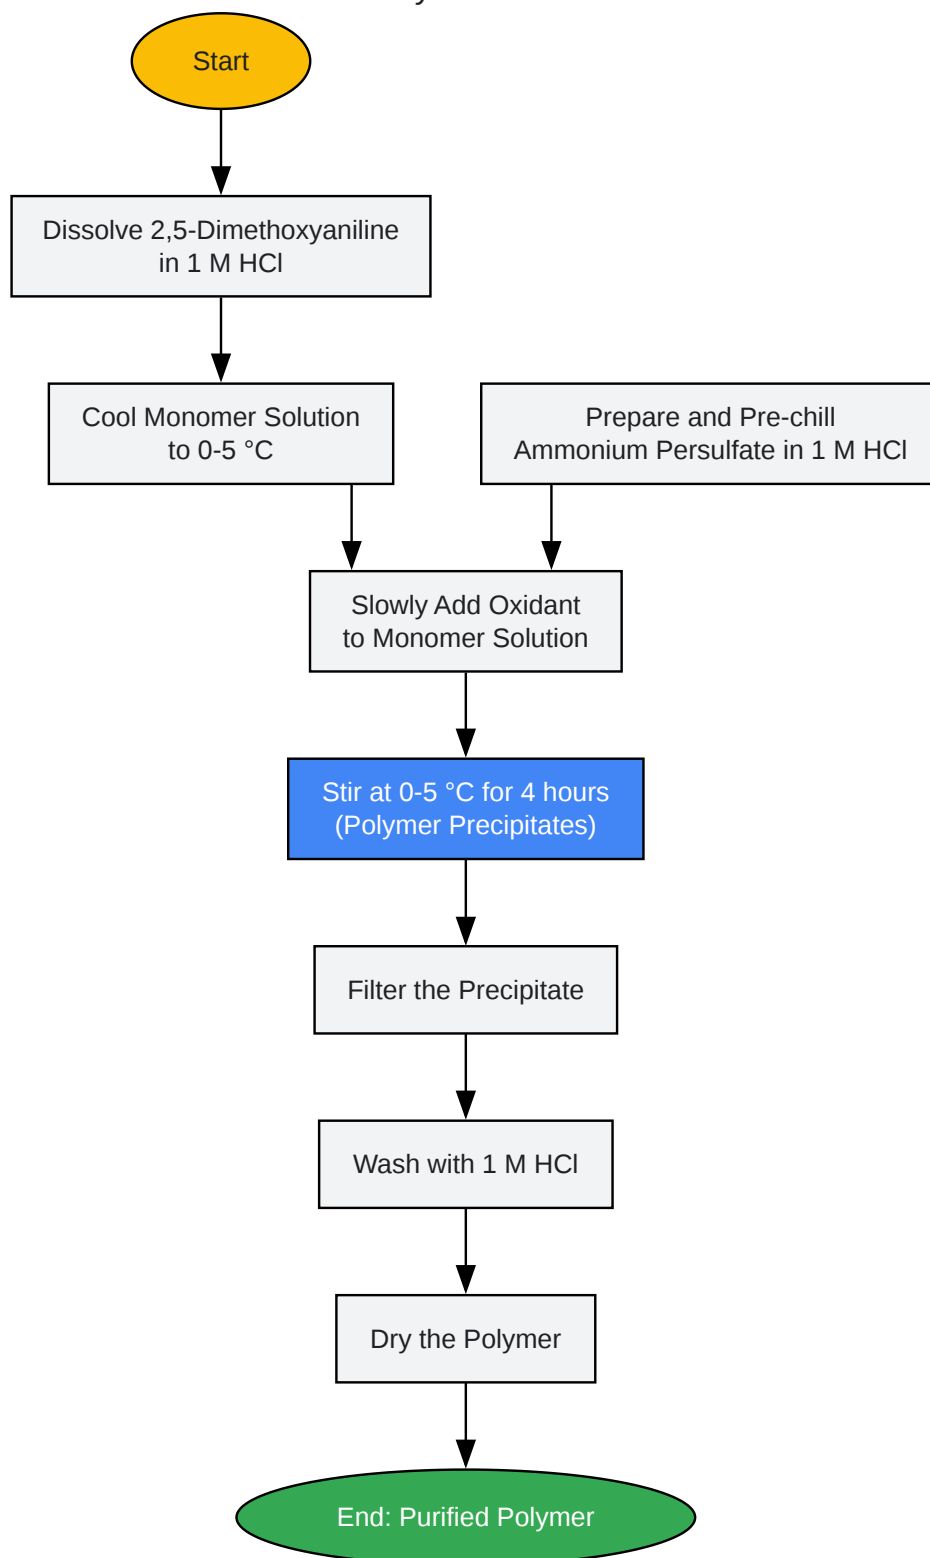 Start
Dissolve 2,5-Dimethoxyaniline
in 1 M HCl
Cool Monomer Solution
to 0-5 °C
Prepare and Pre-chill
Ammonium Persulfate in 1 M HCl
Slowly Add Oxidant
to Monomer Solution
Stir at 0-5 °C for 4 hours
(Polymer Precipitates)
Filter the Precipitate
Wash with 1 M HCl
Dry the Polymer
End: Purified Polymer